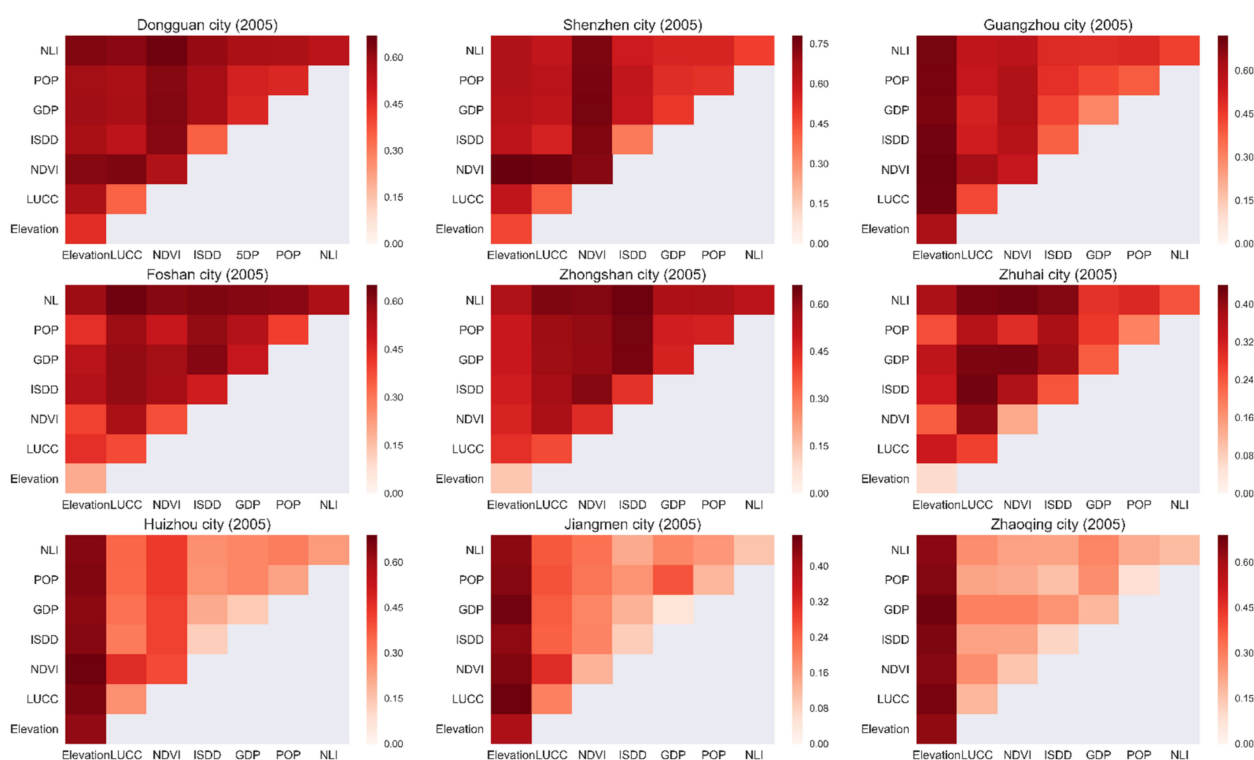 Dongguan city (2005) Shenzhen city (2005) Guangzhou city (2005)
NLI 0.60 NLI 0.75 NLI
POP POP 0.60 POP 0.60
GDP 0.45 GDP GDP
0.45 0.45
ISDD 0.30 ISDD ISDD
0.30 0.30
NDVI 0.15 NDVI NDVI
LUCC LUCC 0.15 LUCC 0.15
Elevation 0.00 Elevation 0.00 Elevation 0.00
Elevation LUCC NDVI ISDD 5DP POP NLI Elevation LUCC NDVI ISDD GDP POP NLI Elevation LUCC NDVI ISDD GDP POP NLI
Foshan city (2005) Zhongshan city (2005) Zhuhai city (2005)
NL 0.60 NLI 0.60 NLI 0.40
POP POP POP
0.45 0.45 0.32
GDP GDP GDP
0.24
ISDD 0.30 ISDD 0.30 ISDD
NDVI NDVI NDVI 0.16
0.15 0.15
LUCC LUCC LUCC 0.08
Elevation 0.00 Elevation 0.00 Elevation 0.00
Elevation LUCC NDVI ISDD GDP POP NLI Elevation LUCC NDVI ISDD GDP POP NLI Elevation LUCC NDVI ISDD GDP POP NLI
Huizhou city (2005) Jiangmen city (2005) Zhaoqing city (2005)
NLI 0.60 NLI 0.40 NLI 0.60
POP POP POP
0.45 0.32 0.45
GDP GDP GDP
0.24
ISDD 0.30 ISDD ISDD 0.30
NDVI NDVI 0.16 NDVI
LUCC 0.15 LUCC LUCC 0.15
0.08
Elevation 0.00 Elevation 0.00 Elevation 0.00
Elevation LUCC NDVI ISDD GDP POP NLI Elevation LUCC NDVI ISDD GDP POP NLI Elevation LUCC NDVI ISDD GDP POP NLI